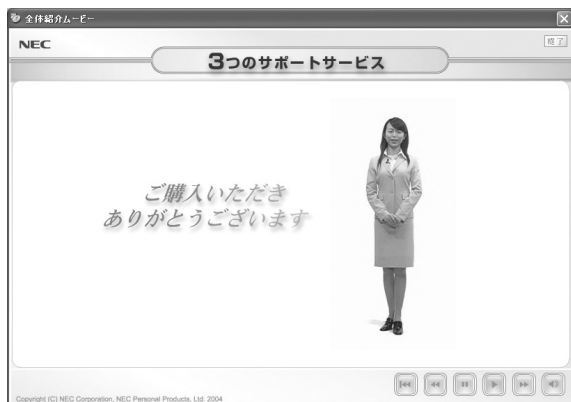 全体紹介ムービー
NEC
終了
3つのサポートサービス
ご購入いただき
ありがとうございます
Copyright (C) NEC Corporation, NEC Personal Products, Ltd. 2004